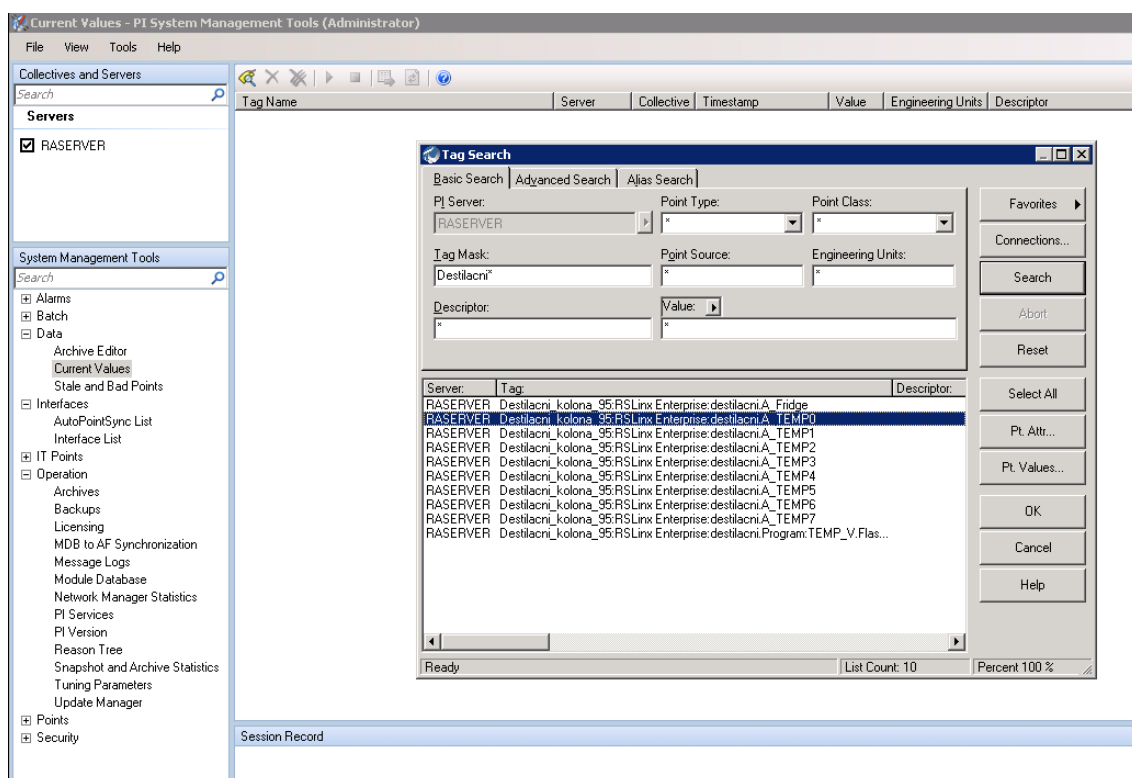 Current Values - PI System Management Tools (Administrator)
File View Tools Help
Collectives and Servers
Search
Servers
RASERVER
System Management Tools
Search
Alarms
Batch
Data
Archive Editor
Current Values
Stale and Bad Points
Interfaces
AutoPointSync List
Interface List
IT Points
Operation
Archives
Backups
Licensing
MDB to AF Synchronization
Message Logs
Module Database
Network Manager Statistics
PI Services
PI Version
Reason Tree
Snapshot and Archive Statistics
Tuning Parameters
Update Manager
Points
Security
Tag Name Server Collective Timestamp Value Engineering Units Descriptor
Tag Search
Basic Search Advanced Search Alias Search
PI Server: Point Type: Point Class:
RASERVER * *
Tag Mask: Point Source: Engineering Units:
Destilacni* * *
Descriptor: Value:
* *
Favorites
Connections...
Search
Abort
Reset
Select All
Pt. Attr...
Pt. Values...
OK
Cancel
Help
Server: Tag: Descriptor:
RASERVER Destilacni_kolona_95:RSLinx Enterprise:destilacni.A_Fridge
RASERVER Destilacni_kolona_95:RSLinx Enterprise:destilacni.A_TEMP0
RASERVER Destilacni_kolona_95:RSLinx Enterprise:destilacni.A_TEMP1
RASERVER Destilacni_kolona_95:RSLinx Enterprise:destilacni.A_TEMP2
RASERVER Destilacni_kolona_95:RSLinx Enterprise:destilacni.A_TEMP3
RASERVER Destilacni_kolona_95:RSLinx Enterprise:destilacni.A_TEMP4
RASERVER Destilacni_kolona_95:RSLinx Enterprise:destilacni.A_TEMP5
RASERVER Destilacni_kolona_95:RSLinx Enterprise:destilacni.A_TEMP6
RASERVER Destilacni_kolona_95:RSLinx Enterprise:destilacni.A_TEMP7
RASERVER Destilacni_kolona_95:RSLinx Enterprise:destilacni.Program:TEMP_V.Flas...
Ready List Count: 10 Percent 100 %
Session Record